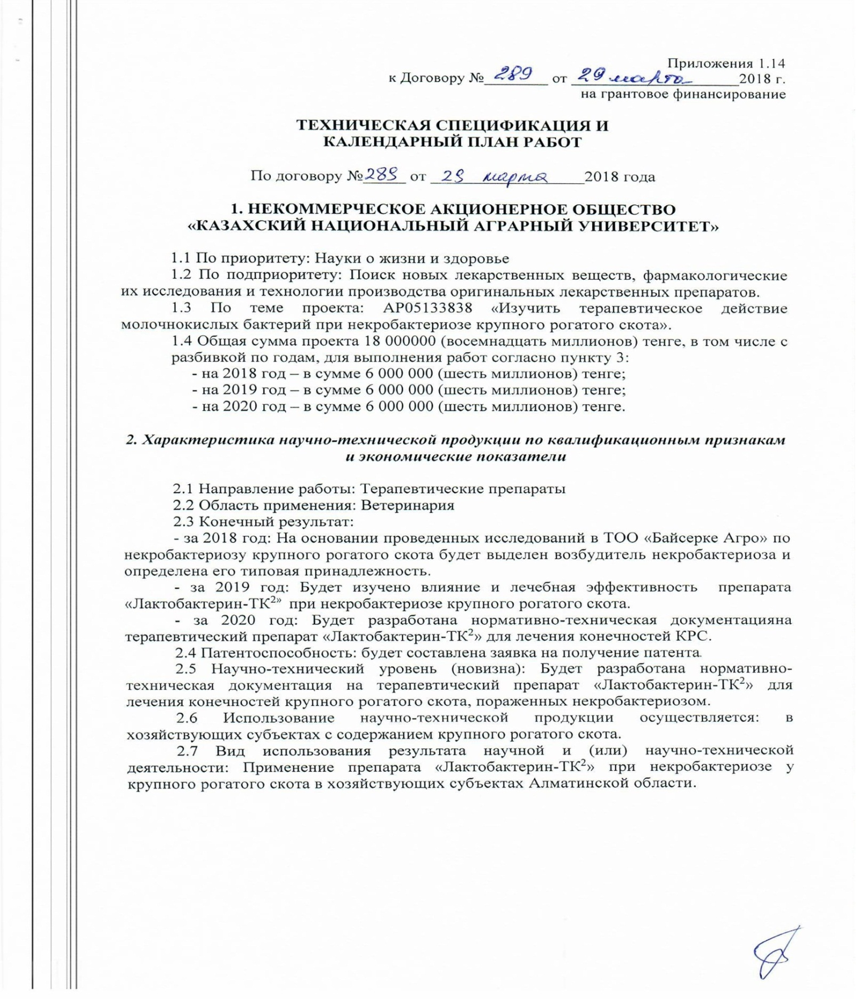 Приложения 1.14
к Договору № 289 от 29 марта 2018 г.
на грантовое финансирование
ТЕХНИЧЕСКАЯ СПЕЦИФИКАЦИЯ И
КАЛЕНДАРНЫЙ ПЛАН РАБОТ
По договору № 289 от 29 марта 2018 года
1. НЕКОММЕРЧЕСКОЕ АКЦИОНЕРНОЕ ОБЩЕСТВО
«КАЗАХСКИЙ НАЦИОНАЛЬНЫЙ АГРАРНЫЙ УНИВЕРСИТЕТ»
1.1 По приоритету: Науки о жизни и здоровье
1.2 По подприоритету: Поиск новых лекарственных веществ, фармакологические
их исследования и технологии производства оригинальных лекарственных препаратов.
1.3 По теме проекта: АР05133838 «Изучить терапевтическое действие
молочнокислых бактерий при некробактериозе крупного рогатого скота».
1.4 Общая сумма проекта 18 000000 (восемнадцать миллионов) тенге, в том числе с
разбивкой по годам, для выполнения работ согласно пункту 3:
- на 2018 год – в сумме 6 000 000 (шесть миллионов) тенге;
- на 2019 год – в сумме 6 000 000 (шесть миллионов) тенге;
- на 2020 год – в сумме 6 000 000 (шесть миллионов) тенге.
2. Характеристика научно-технической продукции по квалификационным признакам
и экономические показатели
2.1 Направление работы: Терапевтические препараты
2.2 Область применения: Ветеринария
2.3 Конечный результат:
- за 2018 год: На основании проведенных исследований в ТОО «Байсерке Агро» по
некробактериозу крупного рогатого скота будет выделен возбудитель некробактериоза и
определена его типовая принадлежность.
- за 2019 год: Будет изучено влияние и лечебная эффективность препарата
«Лактобактерин-ТК²» при некробактериозе крупного рогатого скота.
- за 2020 год: Будет разработана нормативно-техническая документацияна
терапевтический препарат «Лактобактерин-ТК²» для лечения конечностей КРС.
2.4 Патентоспособность: будет составлена заявка на получение патента.
2.5 Научно-технический уровень (новизна): Будет разработана нормативно-
техническая документация на терапевтический препарат «Лактобактерин-ТК²» для
лечения конечностей крупного рогатого скота, пораженных некробактериозом.
2.6 Использование научно-технической продукции осуществляется: в
хозяйствующих субъектах с содержанием крупного рогатого скота.
2.7 Вид использования результата научной и (или) научно-технической
деятельности: Применение препарата «Лактобактерин-ТК²» при некробактериозе у
крупного рогатого скота в хозяйствующих субъектах Алматинской области.